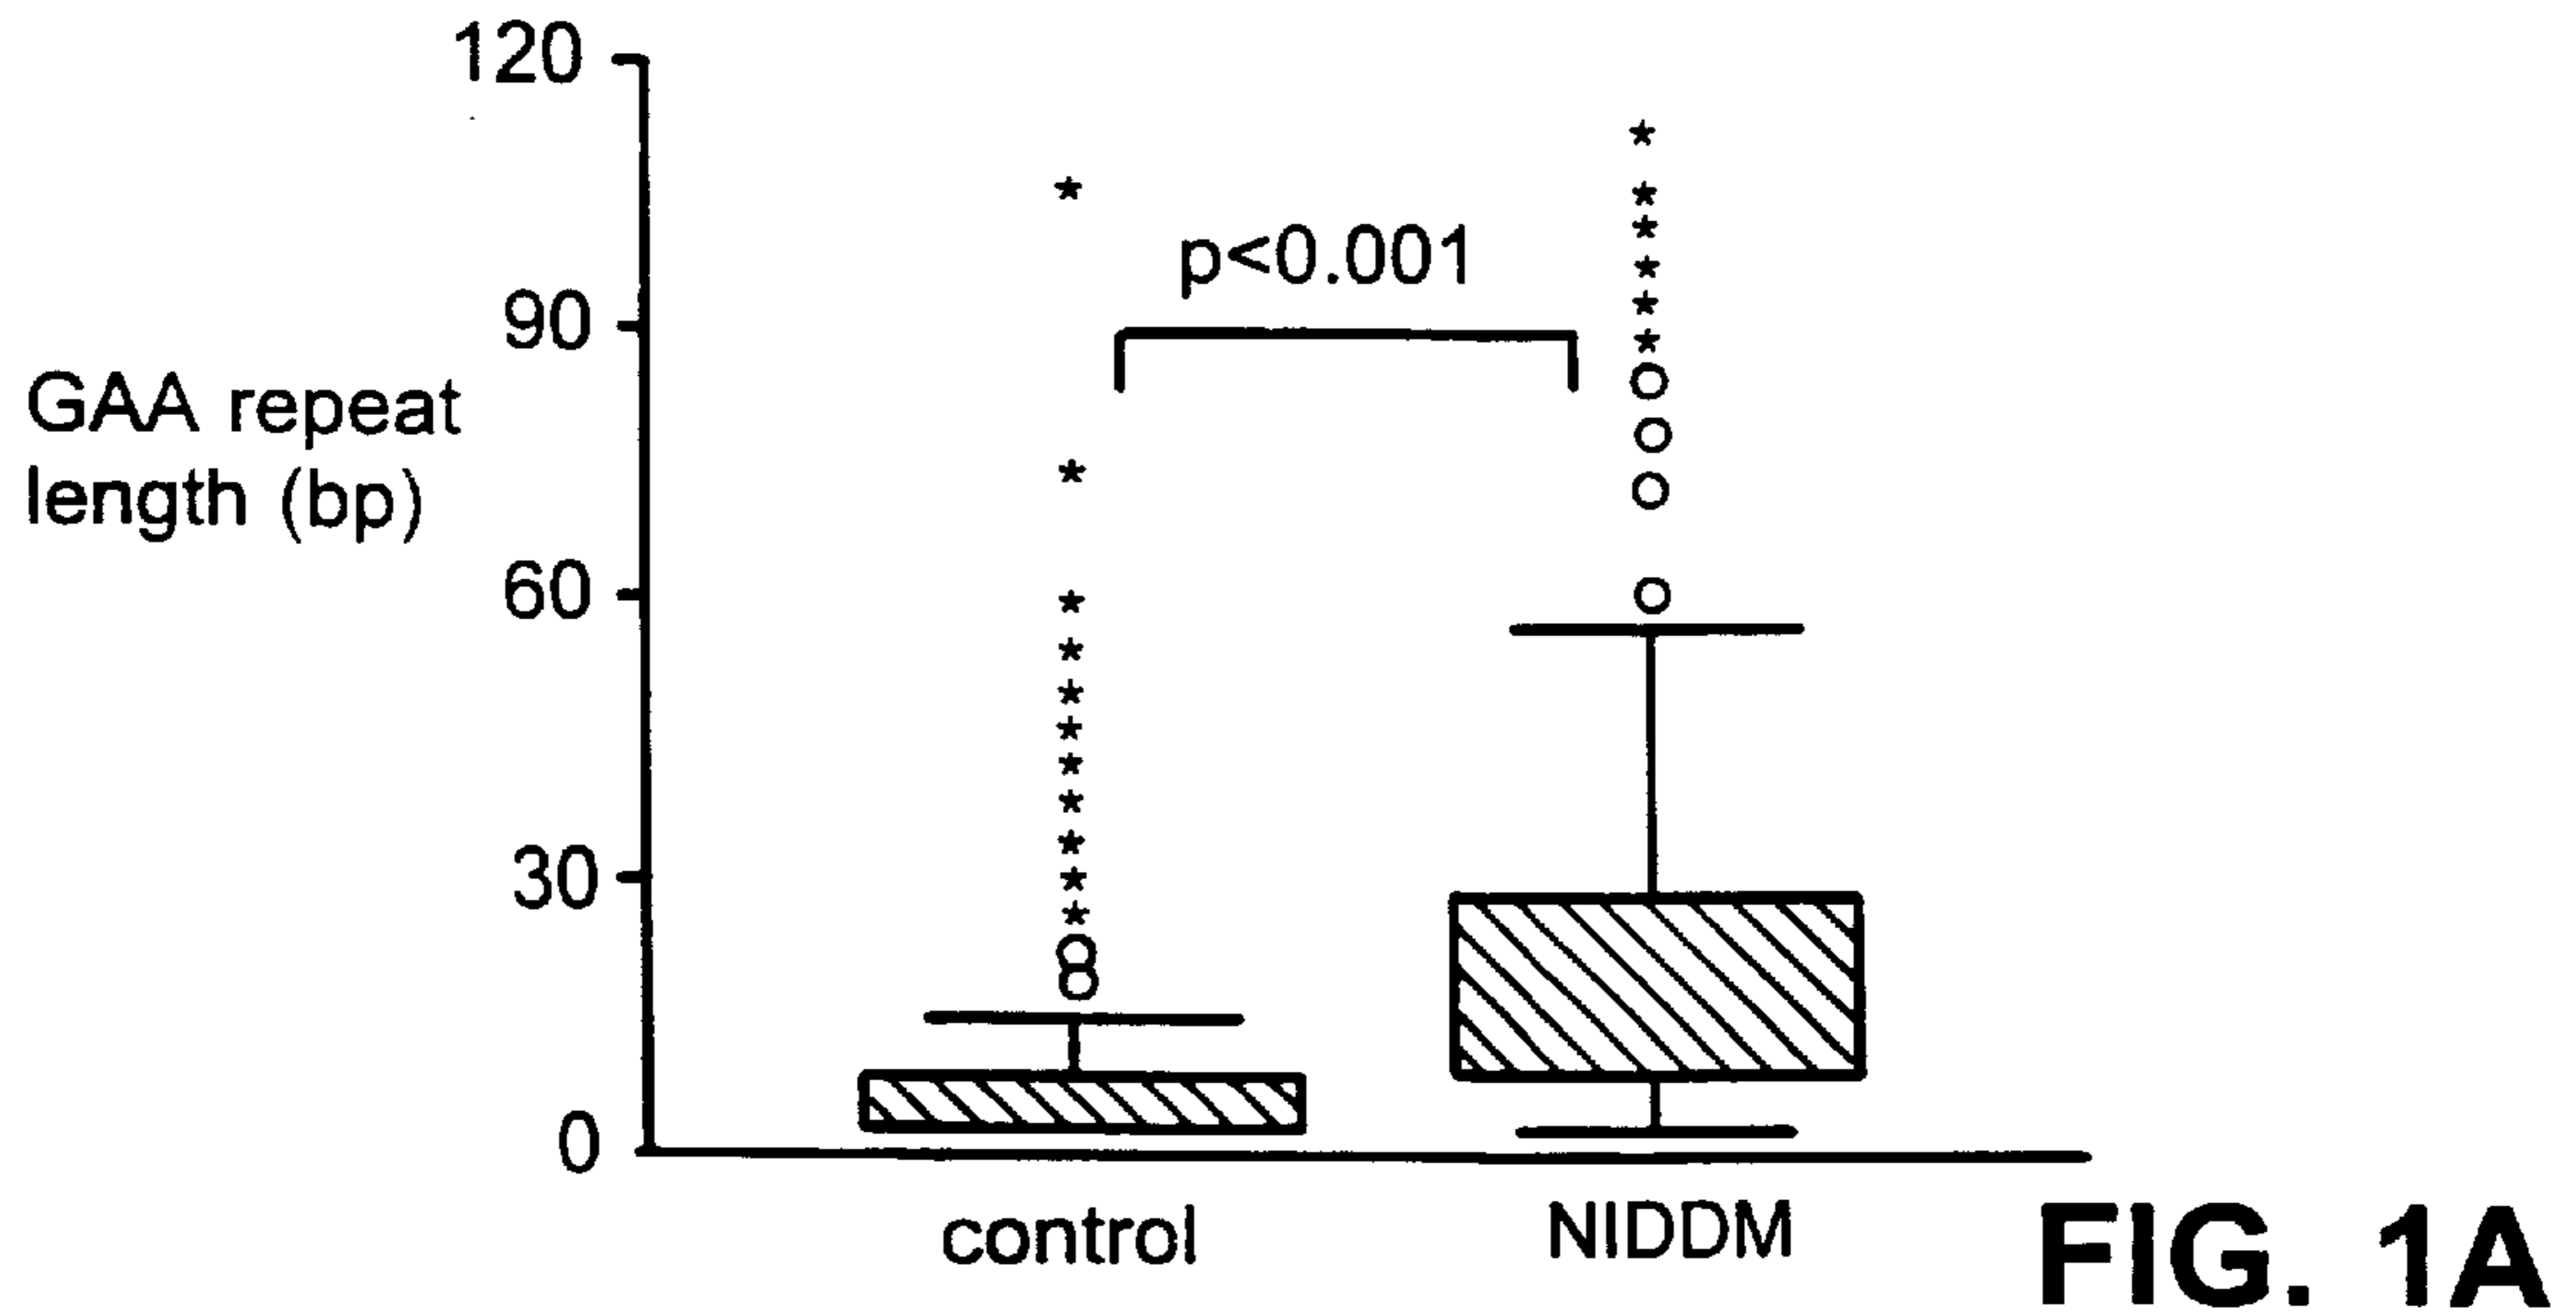 120
p<0.001
90
GAA repeat
length (bp)
60
30
0
control
NIDDM
FIG. 1A